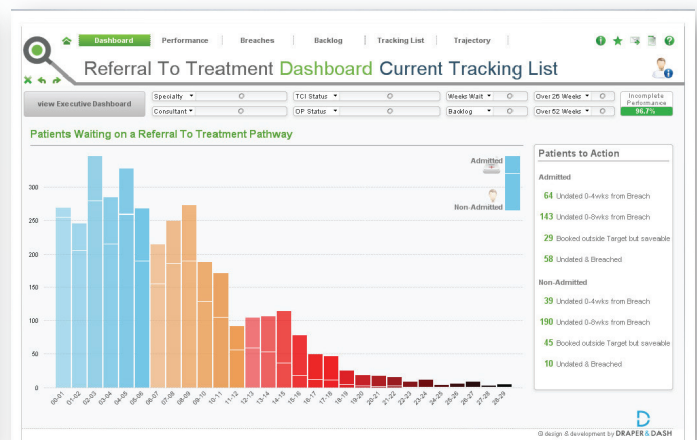 Dashboard Performance Breaches Backlog Tracking List Trajectory
Referral To Treatment Dashboard Current Tracking List
view Executive Dashboard
Specialty TCI Status Weeks Wait Over 26 Weeks Incomplete Performance
Consultant OP Status Backlog Over 52 Weeks 96.7%
Patients Waiting on a Referral To Treatment Pathway
Admitted
Non-Admitted
300
250
200
150
100
50
0
00-01 01-02 02-03 03-04 04-05 05-06 06-07 07-08 08-09 09-10 10-11 11-12 12-13 13-14 14-15 15-16 16-17 17-18 18-19 19-20 20-21 21-22 22-23 23-24 24-25 25-26 26-27 27-28 28-29
Patients to Action
Admitted
64 Undated 0-4wks from Breach
143 Undated 0-8wks from Breach
29 Booked outside Target but saveable
58 Undated & Breached
Non-Admitted
39 Undated 0-4wks from Breach
190 Undated 0-8wks from Breach
45 Booked outside Target but saveable
10 Undated & Breached
D
@ design & development by DRAPER & DASH